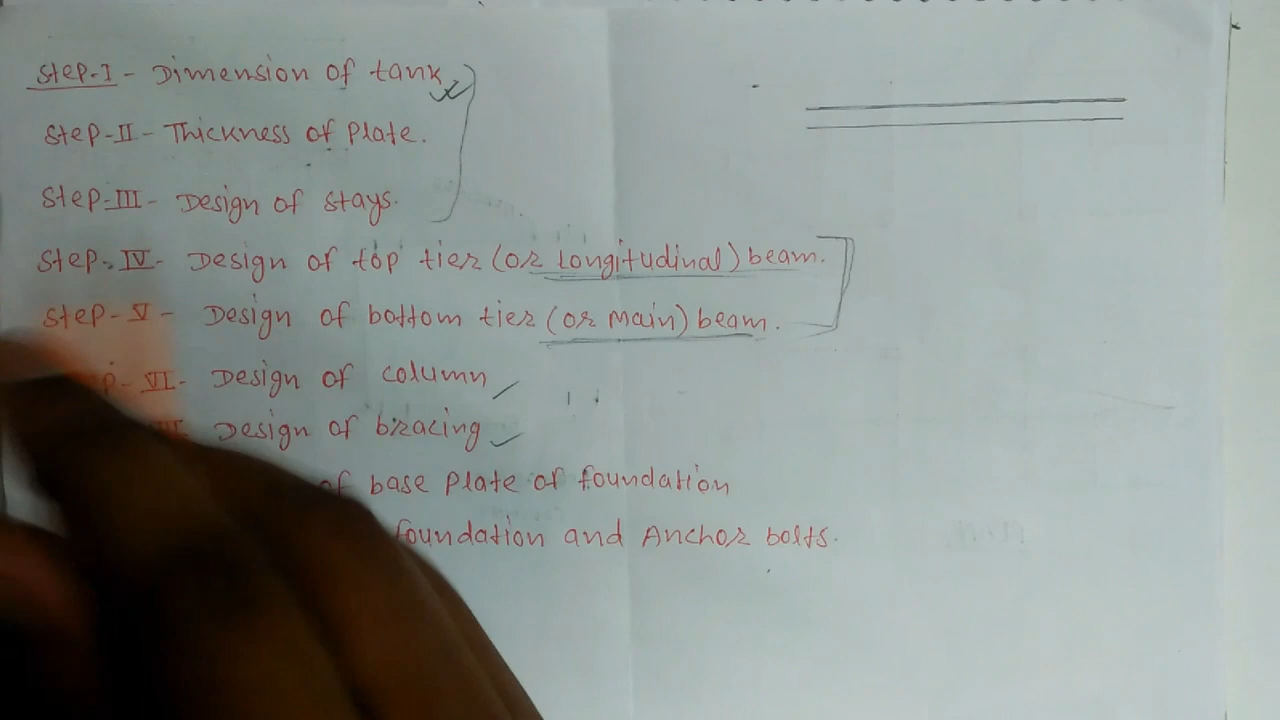 Step-I - Dimension of tank
Step-II - Thickness of Plate.
Step-III - Design of stays.
Step-IV - Design of top tier (or Longitudinal) beam.
Step-V - Design of bottom tier (or main) beam.
p-VI- Design of column
Design of bracing
of base Plate of foundation
foundation and Anchor bolts.